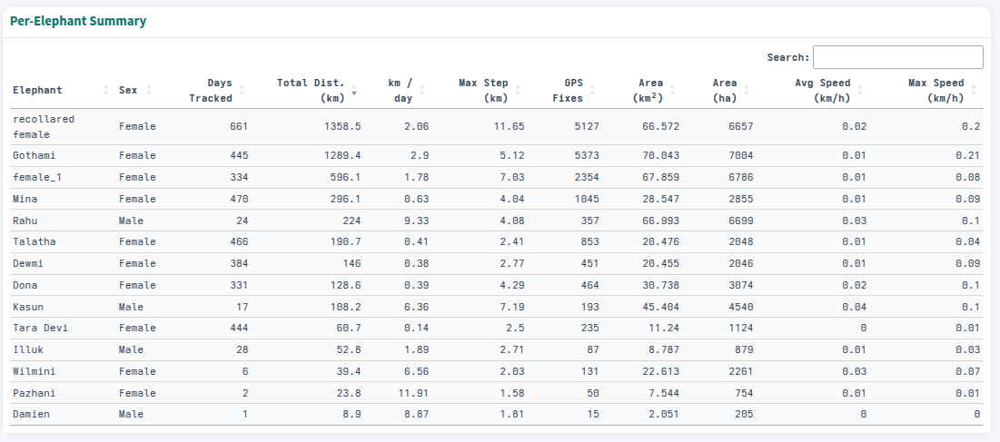 Per-Elephant Summary
Search:
Elephant Sex Days Tracked Total Dist. (km) km / day Max Step (km) GPS Fixes Area (km²) Area (ha) Avg Speed (km/h) Max Speed (km/h)
recollared female Female 661 1358.5 2.06 11.65 5127 66.572 6657 0.02 0.2
Gothami Female 445 1289.4 2.9 5.12 5373 70.043 7004 0.01 0.21
female_1 Female 334 596.1 1.78 7.03 2354 67.859 6786 0.01 0.08
Mina Female 470 296.1 0.63 4.04 1045 28.547 2855 0.01 0.09
Rahu Male 24 224 9.33 4.08 357 66.993 6699 0.03 0.1
Talatha Female 466 190.7 0.41 2.41 853 20.476 2048 0.01 0.04
Dewmi Female 384 146 0.38 2.77 451 20.455 2046 0.01 0.09
Dona Female 331 128.6 0.39 4.29 464 30.738 3074 0.02 0.1
Kasun Male 17 108.2 6.36 7.19 193 45.404 4540 0.04 0.1
Tara Devi Female 444 60.7 0.14 2.5 235 11.24 1124 0 0.01
Illuk Male 28 52.8 1.89 2.71 87 8.787 879 0.01 0.03
Wilmini Female 6 39.4 6.56 2.03 131 22.613 2261 0.03 0.07
Pazhani Female 2 23.8 11.91 1.58 50 7.544 754 0.01 0.01
Damien Male 1 8.9 8.87 1.81 15 2.051 205 0 0